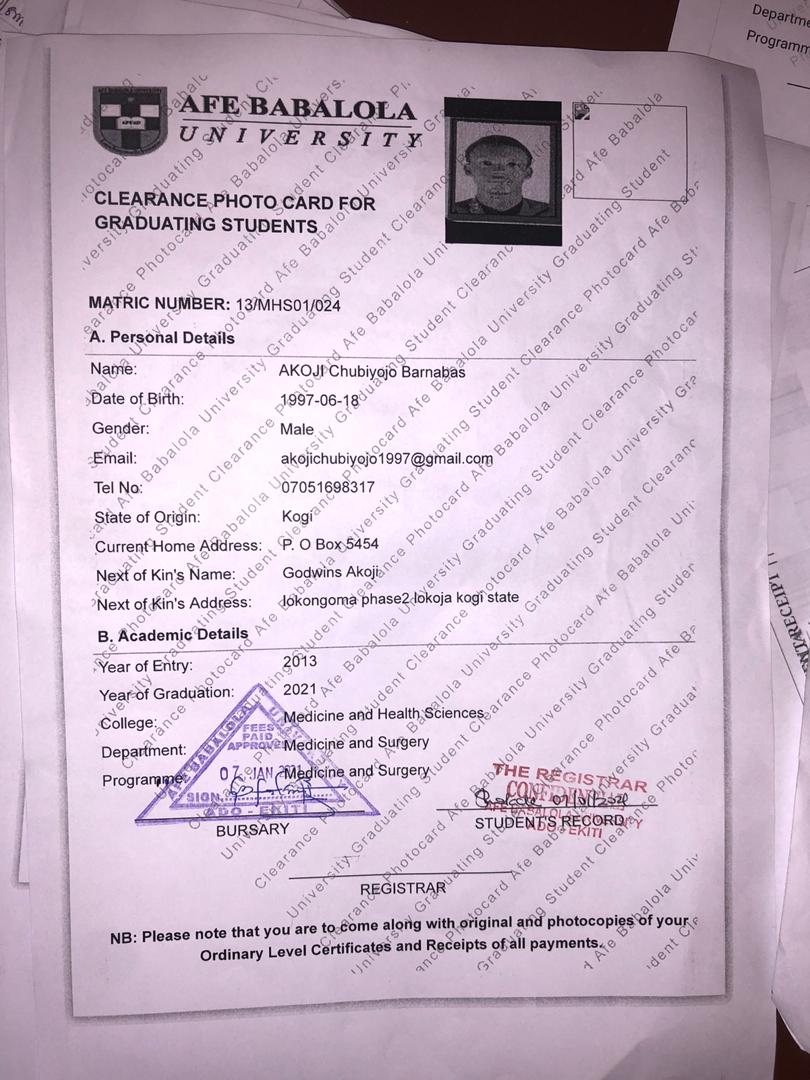 AFE BABALOLA
UNIVERSITY
CLEARANCE PHOTO CARD FOR
GRADUATING STUDENTS
MATRIC NUMBER: 13/MHS01/024
A. Personal Details
Name: AKOJI Chubiyojo Barnabas
Date of Birth: 1997-06-18
Gender: Male
Email: akojichubiyojo1997@gmail.com
Tel No: 07051698317
State of Origin: Kogi
Current Home Address: P. O Box 5454
Next of Kin's Name: Godwins Akoji
Next of Kin's Address: lokongoma phase2 lokoja kogi state
B. Academic Details
Year of Entry: 2013
Year of Graduation: 2021
College: Medicine and Health Sciences
Department: Medicine and Surgery
Programme: Medicine and Surgery
AFE BABALOLA
FEES
PAID
APPROVED
07 JAN 2021
SIGN
ADO - EKITI
THE REGISTRAR
BURSARY
STUDENT'S RECORD
EKITI
REGISTRAR
NB: Please note that you are to come along with original and photocopies of your
Ordinary Level Certificates and Receipts of all payments.
University Graduating Student Clearance Photocard Afe Babalola
Departme
Programm
RECEIPT